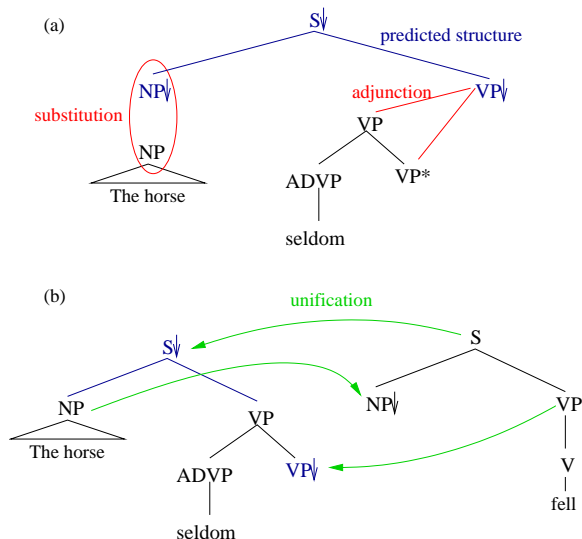 (a)
S↓
predicted structure
NP↓
adjunction
VP↓
substitution
VP
NP
ADVP
VP*
The horse
seldom
(b)
unification
S↓
S
NP
VP
NP↓
VP
The horse
ADVP
VP↓
V
seldom
fell